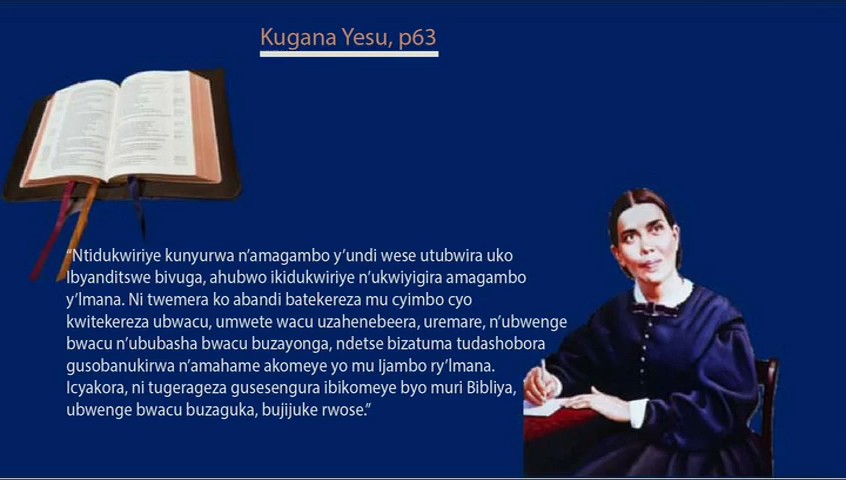 Kugana Yesu, p63
“Ntidukwiriye kunyurwa n’amagambo y’undi wese utubwira uko
Ibyanditswe bivuga, ahubwo ikidukwiriye n’ukwiyigira amagambo
y’Imana. Ni twemera ko abandi batekereza mu cyimbo cyo
kwitekereza ubwacu, umwete wacu uzahenebeera, uremare, n’ubwenge
bwacu n’ububasha bwacu buzayonga, ndetse bizatuma tudashobora
gusobanukirwa n’amahame akomeye yo mu Ijambo ry’Imana.
Icyakora, ni tugerageza gusesengura ibikomeye byo muri Bibliya,
ubwenge bwacu buzaguka, bujijuke rwose.”